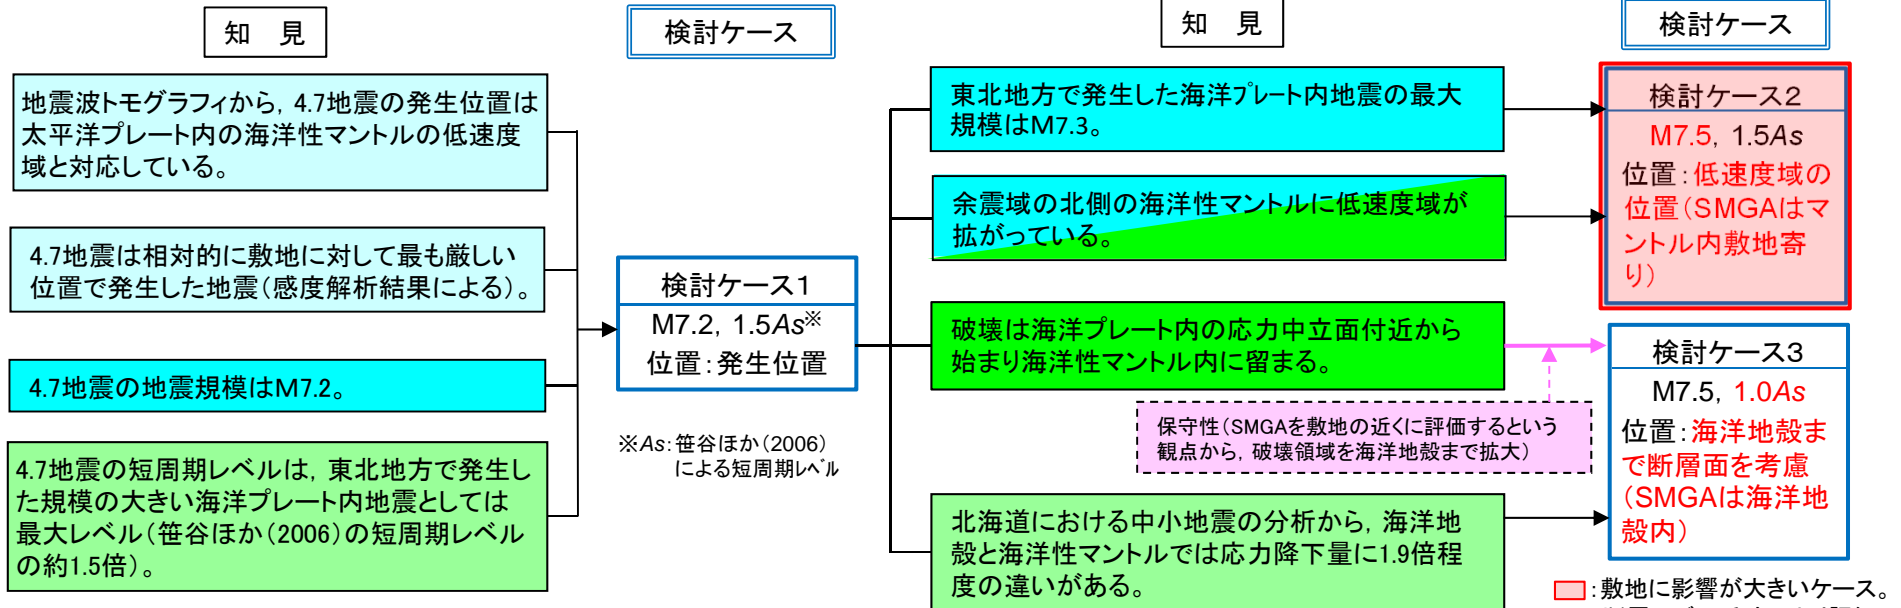 知　見
検討ケース
地震波トモグラフィから，4.7地震の発生位置は
太平洋プレート内の海洋性マントルの低速度
域と対応している。
4.7地震は相対的に敷地に対して最も厳しい
位置で発生した地震（感度解析結果による）。
4.7地震の地震規模はM7.2。
4.7地震の短周期レベルは，東北地方で発生し
た規模の大きい海洋プレート内地震としては
最大レベル（笹谷ほか（2006）の短周期レベル
の約1.5倍）。
検討ケース1
M7.2，1.5As※
位置：発生位置
※As：笹谷ほか（2006）
による短周期レベル
知　見
検討ケース
東北地方で発生した海洋プレート内地震の最大
規模はM7.3。
余震域の北側の海洋性マントルに低速度域が
拡がっている。
破壊は海洋プレート内の応力中立面付近から
始まり海洋性マントル内に留まる。
保守性（SMGAを敷地の近くに評価するという
観点から，破壊領域を海洋地殻まで拡大）
北海道における中小地震の分析から，海洋地
殻と海洋性マントルでは応力降下量に1.9倍程
度の違いがある。
検討ケース2
M7.5，1.5As
位置：低速度域の
位置（SMGAはマ
ントル内敷地寄
り）
検討ケース3
M7.5，1.0As
位置：海洋地殻ま
で断層面を考慮
（SMGAは海洋地
殻内）
：敷地に影響が大きいケース。